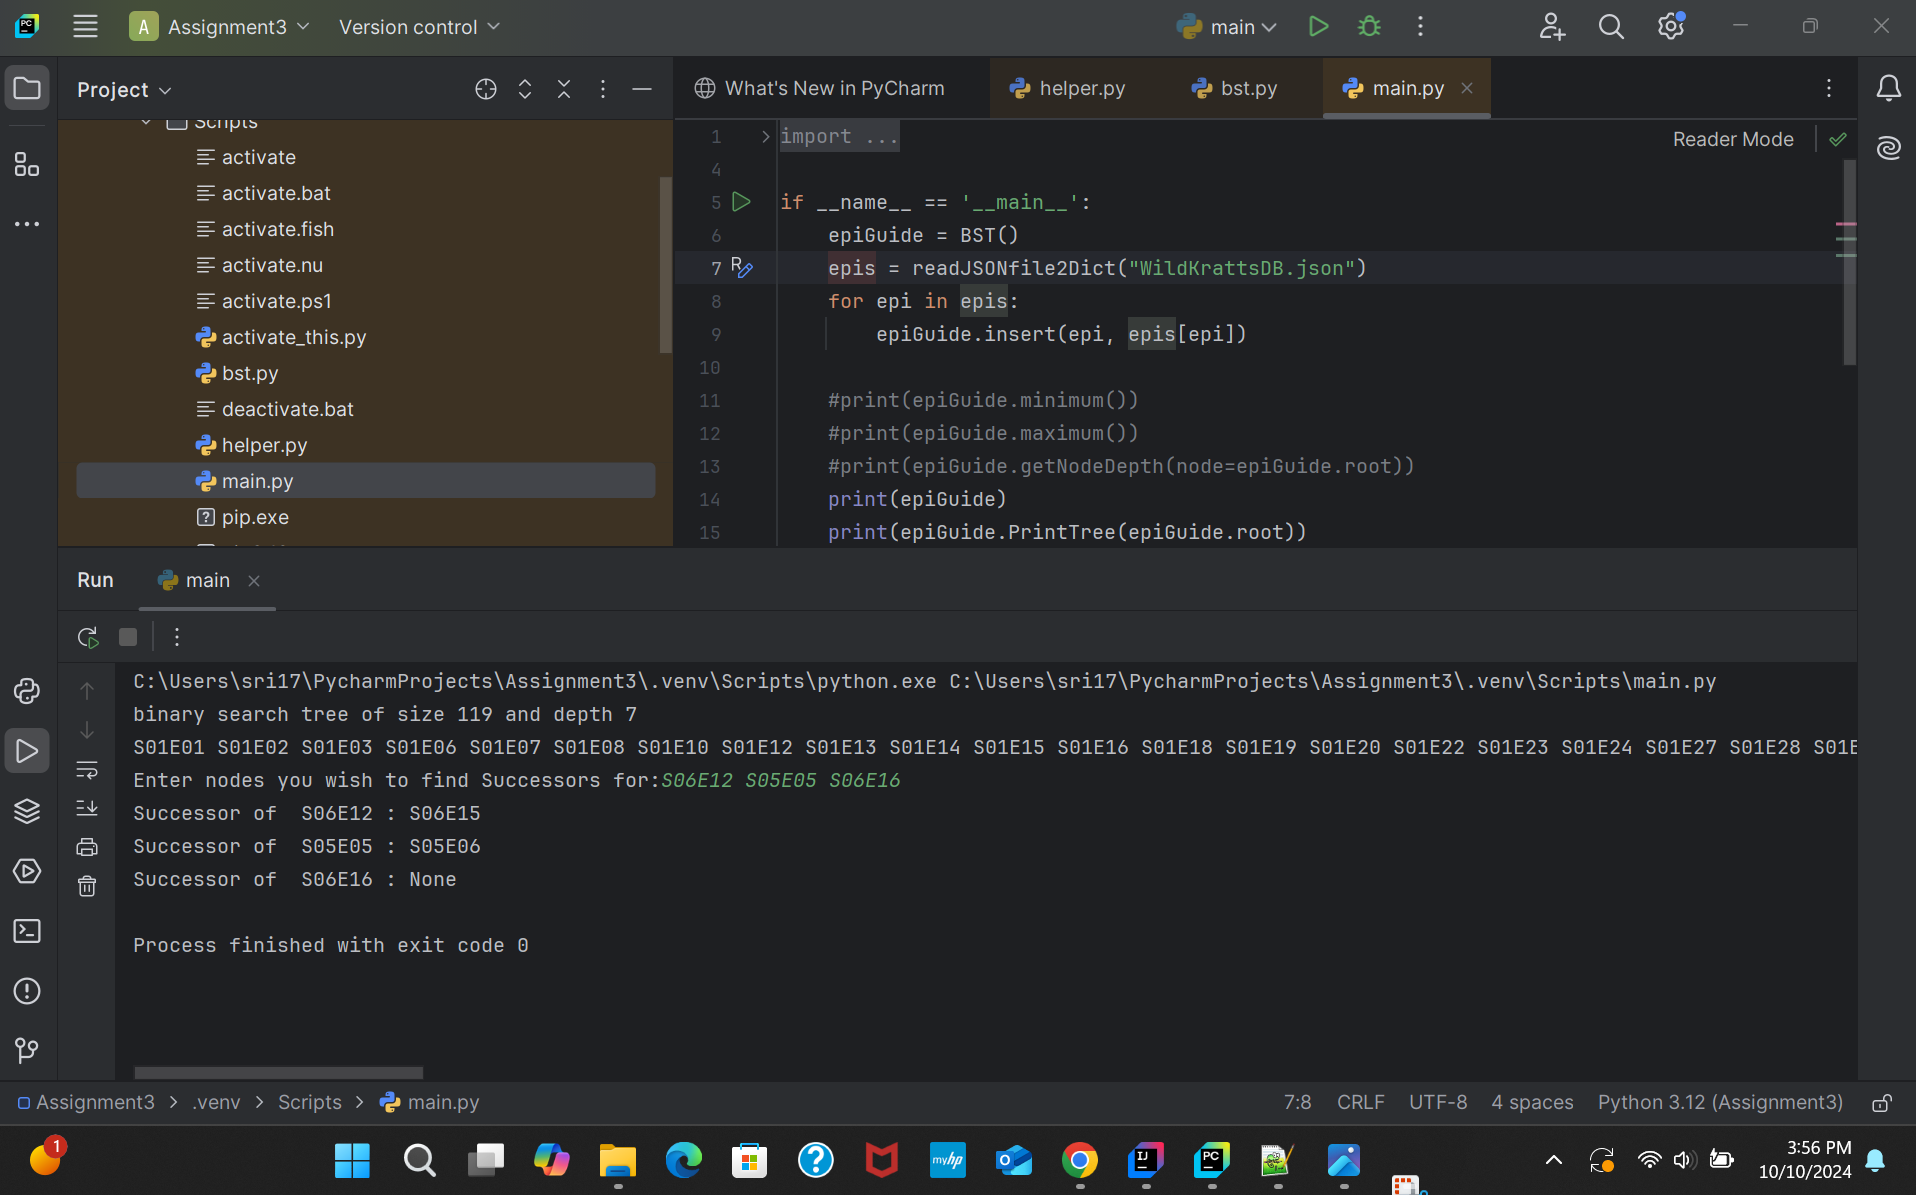 A Assignment3 Version control main
Project
What's New in PyCharm helper.py bst.py main.py
Scripts
activate
activate.bat
activate.fish
activate.nu
activate.ps1
activate_this.py
bst.py
deactivate.bat
helper.py
main.py
pip.exe
Reader Mode
1 import ...
4
5 if __name__ == '__main__':
6 epiGuide = BST()
7 epis = readJSONfile2Dict("WildKrattsDB.json")
8 for epi in epis:
9 epiGuide.insert(epi, epis[epi])
10
11 #print(epiGuide.minimum())
12 #print(epiGuide.maximum())
13 #print(epiGuide.getNodeDepth(node=epiGuide.root))
14 print(epiGuide)
15 print(epiGuide.PrintTree(epiGuide.root))
Run main
C:\Users\sri17\PycharmProjects\Assignment3\.venv\Scripts\python.exe C:\Users\sri17\PycharmProjects\Assignment3\.venv\Scripts\main.py
binary search tree of size 119 and depth 7
S01E01 S01E02 S01E03 S01E06 S01E07 S01E08 S01E10 S01E12 S01E13 S01E14 S01E15 S01E16 S01E18 S01E19 S01E20 S01E22 S01E23 S01E24 S01E27 S01E28 S01E
Enter nodes you wish to find Successors for:S06E12 S05E05 S06E16
Successor of  S06E12 : S06E15
Successor of  S05E05 : S05E06
Successor of  S06E16 : None
Process finished with exit code 0
Assignment3 > .venv > Scripts > main.py
7:8 CRLF UTF-8 4 spaces Python 3.12 (Assignment3)
1
myhp
IJ
PC
3:56 PM
10/10/2024